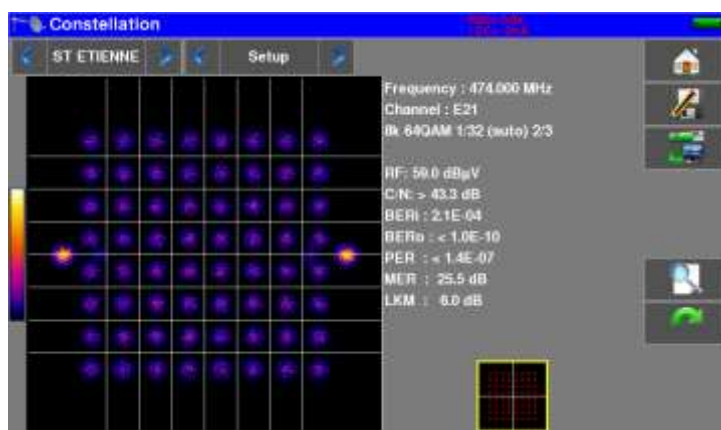 Constellation
ST ETIENNE
Setup
Frequency : 474.000 MHz
Channel : E21
8k 64QAM 1/32 (auto) 2/3
RF: 59.0 dBµV
C/N: > 43.3 dB
BERi : 2.1E-04
BERo : < 1.0E-10
PER : < 1.4E-07
MER : 25.5 dB
LKM : 6.0 dB